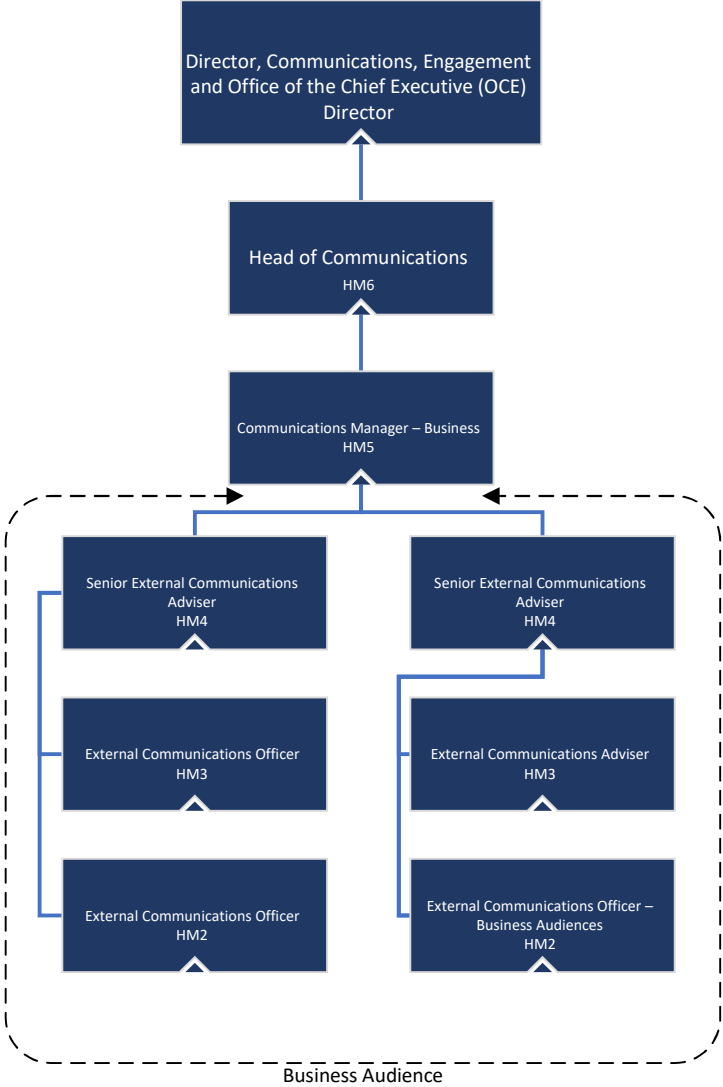 Director, Communications, Engagement
and Office of the Chief Executive (OCE)
Director
Head of Communications
HM6
Communications Manager – Business
HM5
Senior External Communications
Adviser
HM4
Senior External Communications
Adviser
HM4
External Communications Officer
HM3
External Communications Adviser
HM3
External Communications Officer
HM2
External Communications Officer –
Business Audiences
HM2
Business Audience